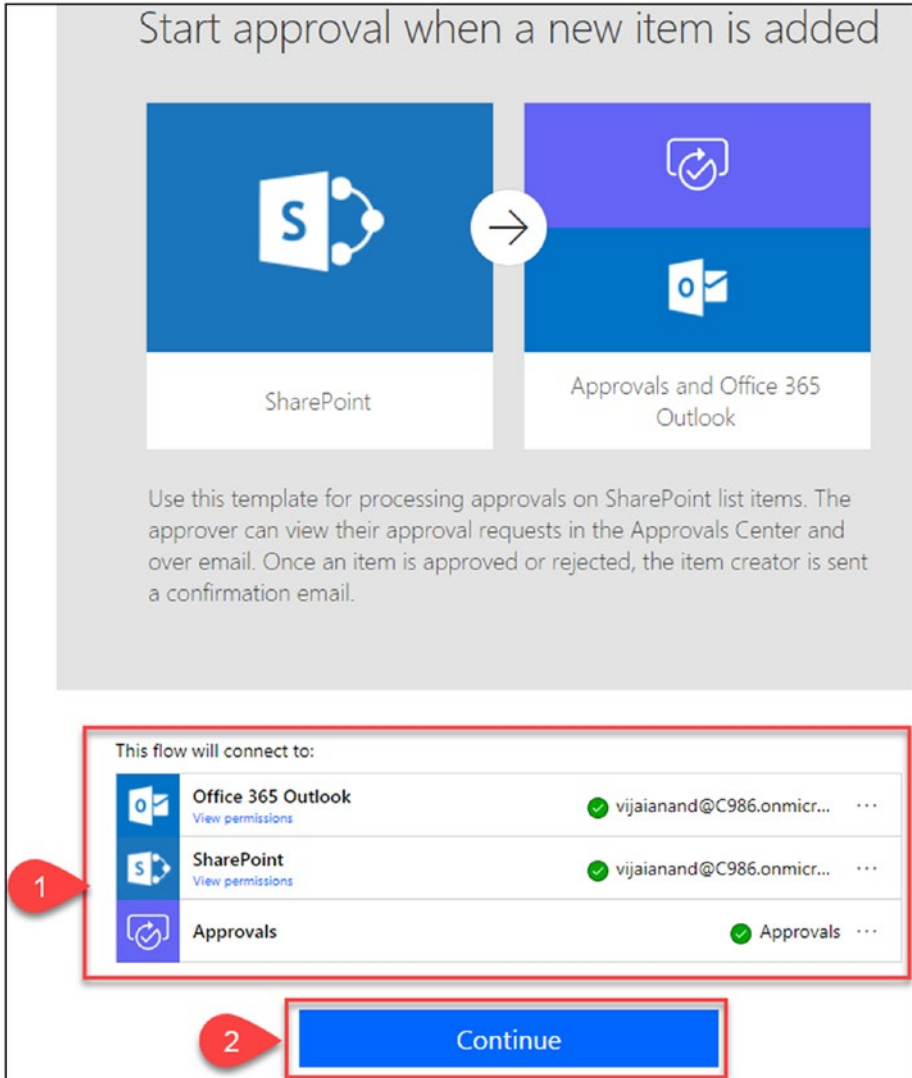 Start approval when a new item is added
S
O
SharePoint
Approvals and Office 365
Outlook
Use this template for processing approvals on SharePoint list items. The
approver can view their approval requests in the Approvals Center and
over email. Once an item is approved or rejected, the item creator is sent
a confirmation email.
This flow will connect to:
O
Office 365 Outlook
View permissions
vijaianand@C986.onmicr...
...
S
SharePoint
View permissions
vijaianand@C986.onmicr...
...
1
Approvals
Approvals
...
2
Continue